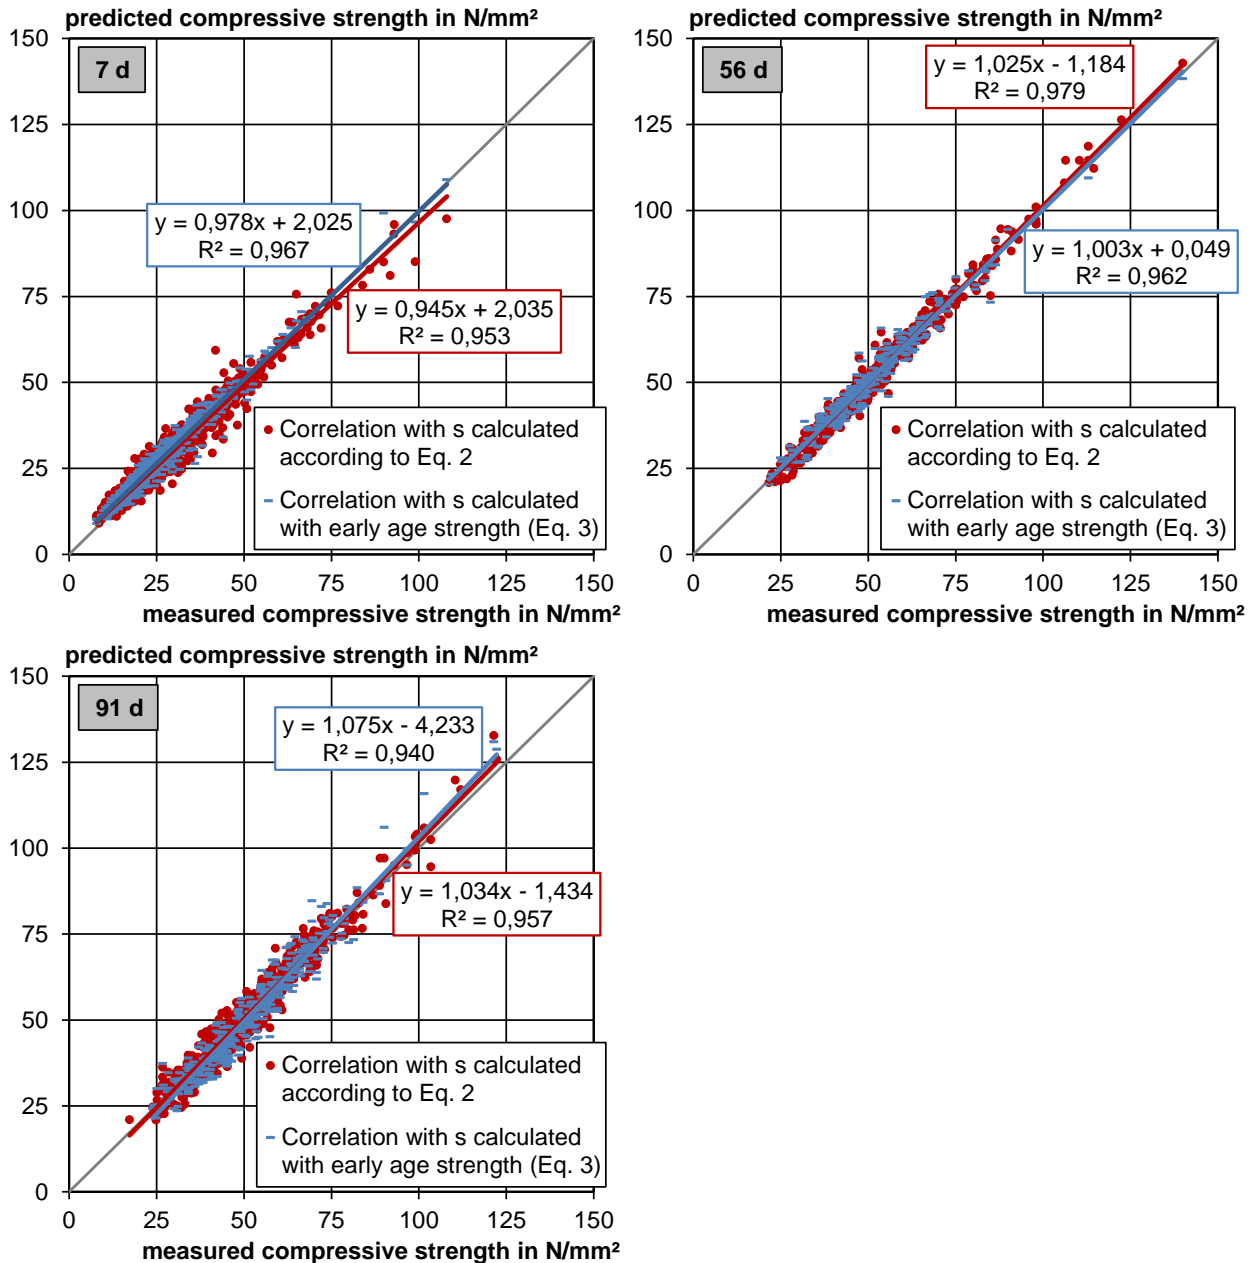 predicted compressive strength in N/mm²
150
7 d
125
100
y = 0,978x + 2,025
R² = 0,967
75
y = 0,945x + 2,035
R² = 0,953
50
Correlation with s calculated
according to Eq. 2
25
Correlation with s calculated
with early age strength (Eq. 3)
0
0 25 50 75 100 125 150
measured compressive strength in N/mm²
predicted compressive strength in N/mm²
150
56 d
y = 1,025x - 1,184
R² = 0,979
125
100
y = 1,003x + 0,049
R² = 0,962
75
50
Correlation with s calculated
according to Eq. 2
25
Correlation with s calculated
with early age strength (Eq. 3)
0
0 25 50 75 100 125 150
measured compressive strength in N/mm²
predicted compressive strength in N/mm²
150
91 d
y = 1,075x - 4,233
R² = 0,940
125
100
y = 1,034x - 1,434
R² = 0,957
75
50
Correlation with s calculated
according to Eq. 2
25
Correlation with s calculated
with early age strength (Eq. 3)
0
0 25 50 75 100 125 150
measured compressive strength in N/mm²